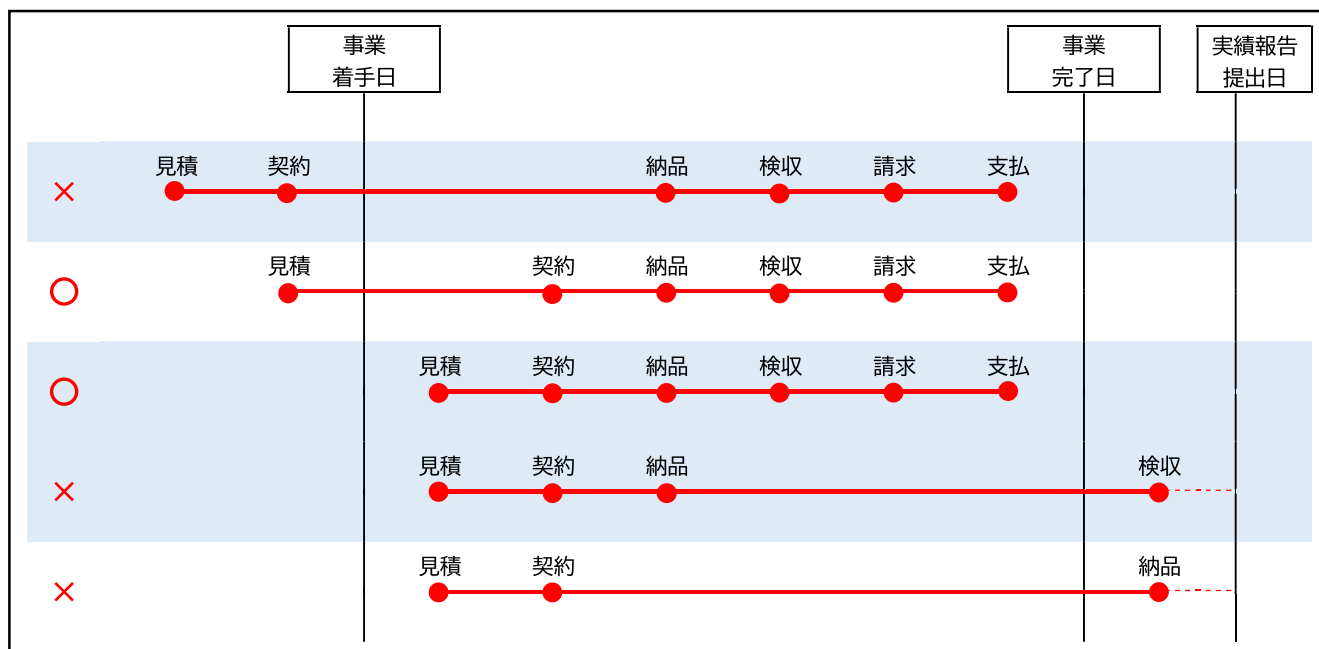 事業
着手日
事業
完了日
実績報告
提出日
× 見積 契約 納品 検収 請求 支払
○ 見積 契約 納品 検収 請求 支払
○ 見積 契約 納品 検収 請求 支払
× 見積 契約 納品 検収
× 見積 契約 納品